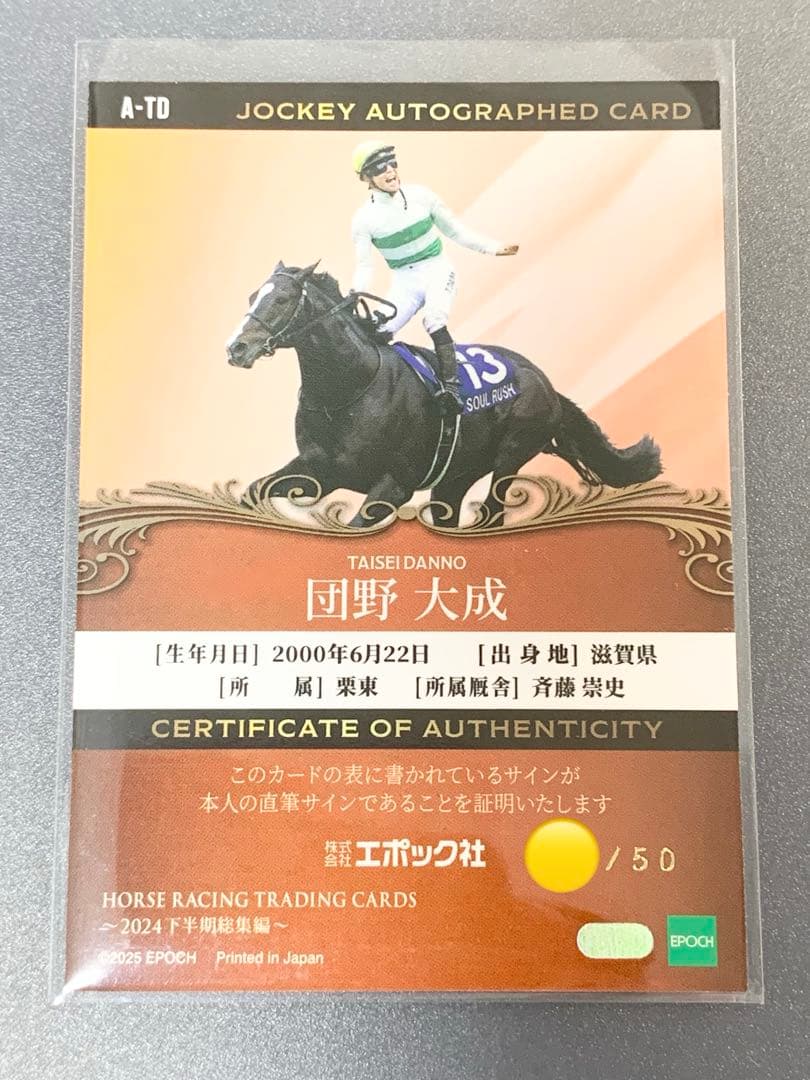 A-TD JOCKEY AUTOGRAPHED CARD
13
SOUL RUSH
TAISEI DANNO
団野 大成
[生年月日] 2000年6月22日 [出身地] 滋賀県
[所 属] 栗東 [所属厩舎] 斉藤 崇史
CERTIFICATE OF AUTHENTICITY
このカードの表に書かれているサインが
本人の直筆サインであることを証明いたします
株式会社エポック社 /50
HORSE RACING TRADING CARDS
～2024下半期総集編～
EPOCH
©2025 EPOCH Printed in Japan